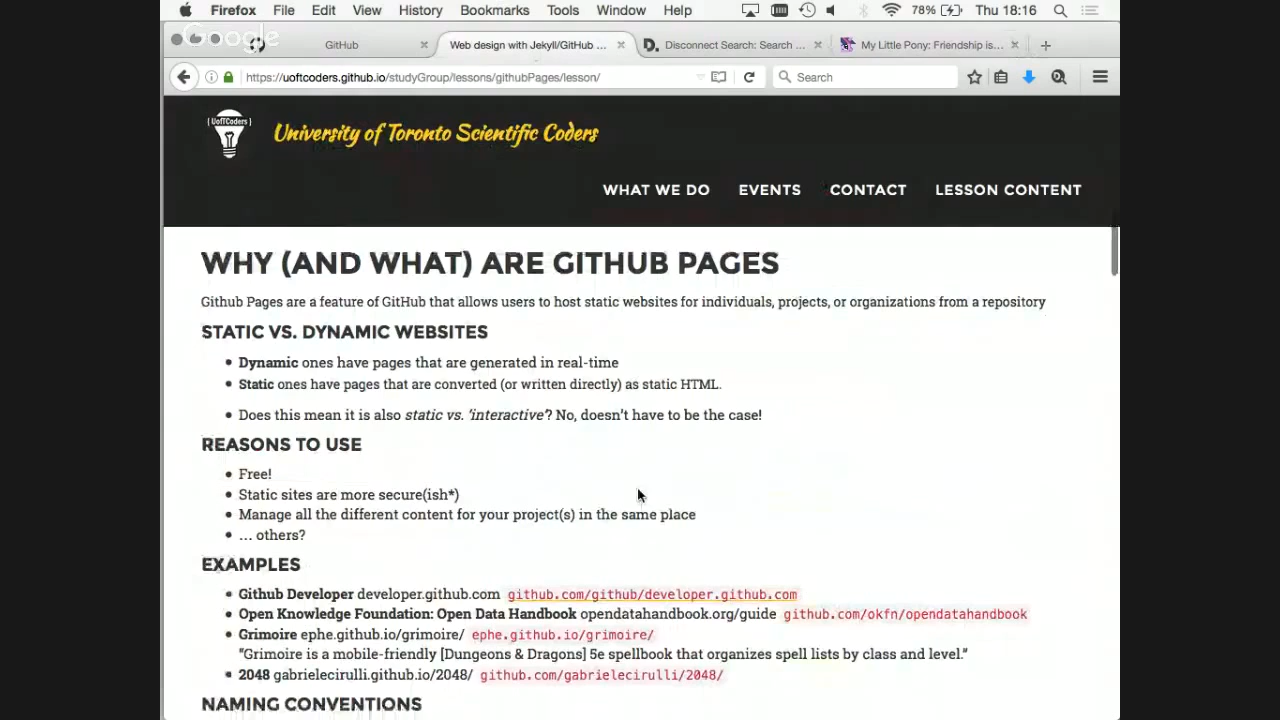 Firefox File Edit View History Bookmarks Tools Window Help 78% Thu 18:16
Google
GitHub Web design with Jekyll/GitHub ... Disconnect Search: Search ... My Little Pony: Friendship is...
https://uoftcoders.github.io/studyGroup/lessons/githubPages/lesson/ Search
{ UofTCoders }
University of Toronto Scientific Coders
WHAT WE DO EVENTS CONTACT LESSON CONTENT
WHY (AND WHAT) ARE GITHUB PAGES
Github Pages are a feature of GitHub that allows users to host static websites for individuals, projects, or organizations from a repository
STATIC VS. DYNAMIC WEBSITES
• Dynamic ones have pages that are generated in real-time
• Static ones have pages that are converted (or written directly) as static HTML.
• Does this mean it is also static vs. 'interactive'? No, doesn't have to be the case!
REASONS TO USE
• Free!
• Static sites are more secure(ish*)
• Manage all the different content for your project(s) in the same place
• ... others?
EXAMPLES
• Github Developer developer.github.com github.com/github/developer.github.com
• Open Knowledge Foundation: Open Data Handbook opendatahandbook.org/guide github.com/okfn/opendatahandbook
• Grimoire ephe.github.io/grimoire/ ephe.github.io/grimoire/
"Grimoire is a mobile-friendly [Dungeons & Dragons] 5e spellbook that organizes spell lists by class and level."
• 2048 gabrielecirulli.github.io/2048/ github.com/gabrielecirulli/2048/
NAMING CONVENTIONS